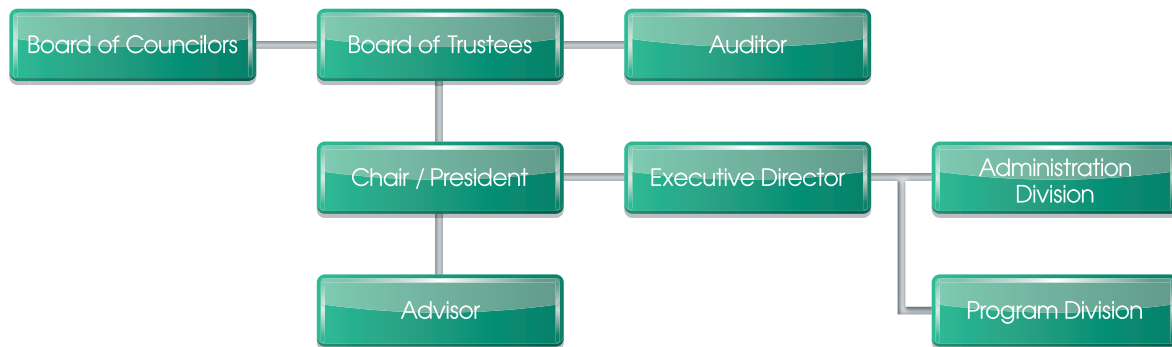 Board of Councilors
Board of Trustees
Auditor
Chair / President
Executive Director
Administration
Division
Advisor
Program Division